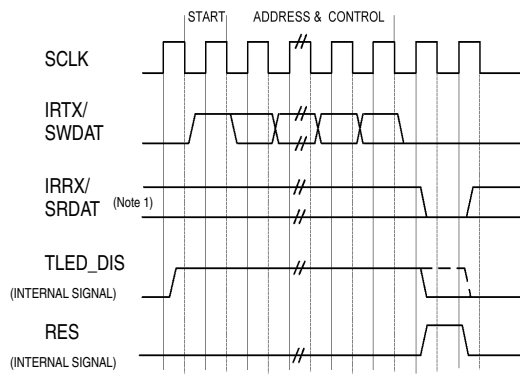 START ADDRESS & CONTROL
SCLK
IRTX/
SWDAT
IRRX/
SRDAT (Note 1)
TLED_DIS
(INTERNAL SIGNAL)
RES
(INTERNAL SIGNAL)